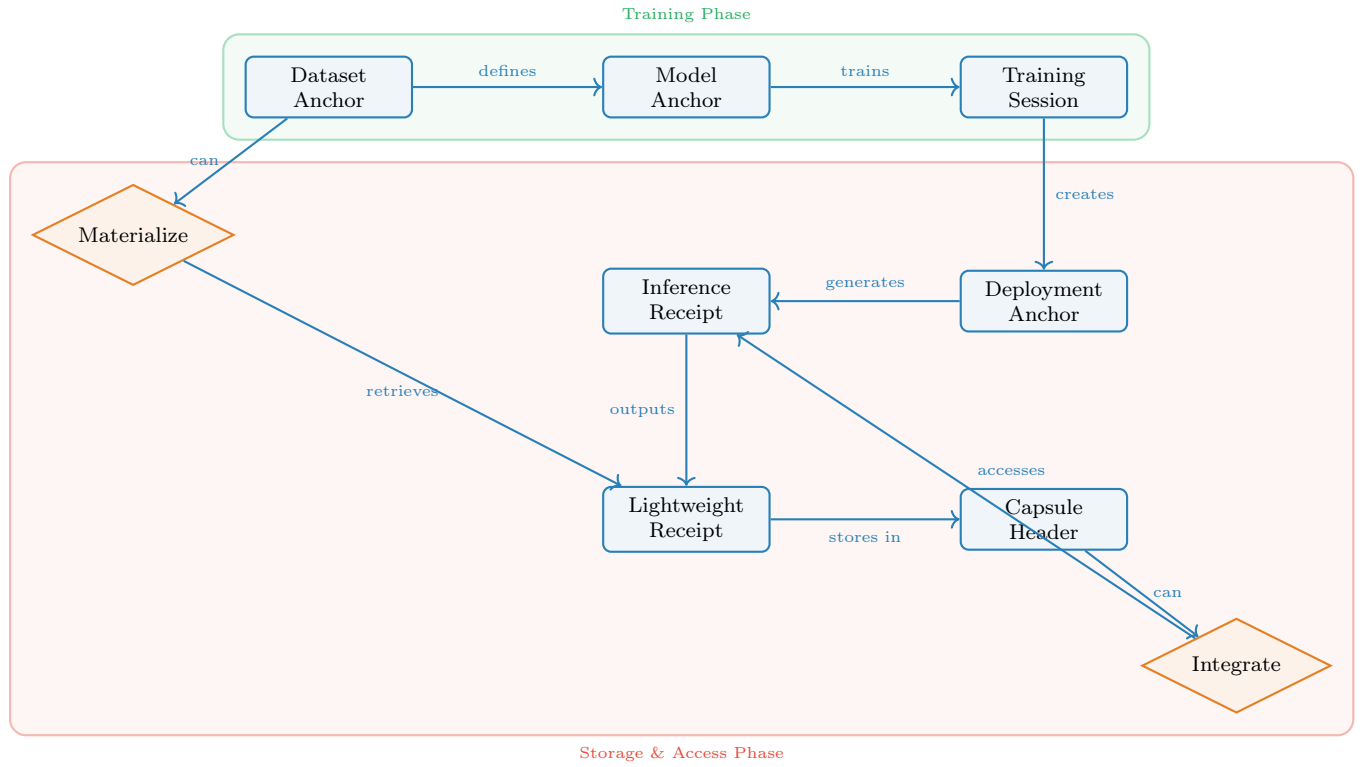 Training Phase
Dataset
Anchor
defines
Model
Anchor
trains
Training
Session
can
creates
Materialize
Inference
Receipt
generates
Deployment
Anchor
retrieves
outputs
accesses
Lightweight
Receipt
stores in
Capsule
Header
can
Integrate
Storage & Access Phase